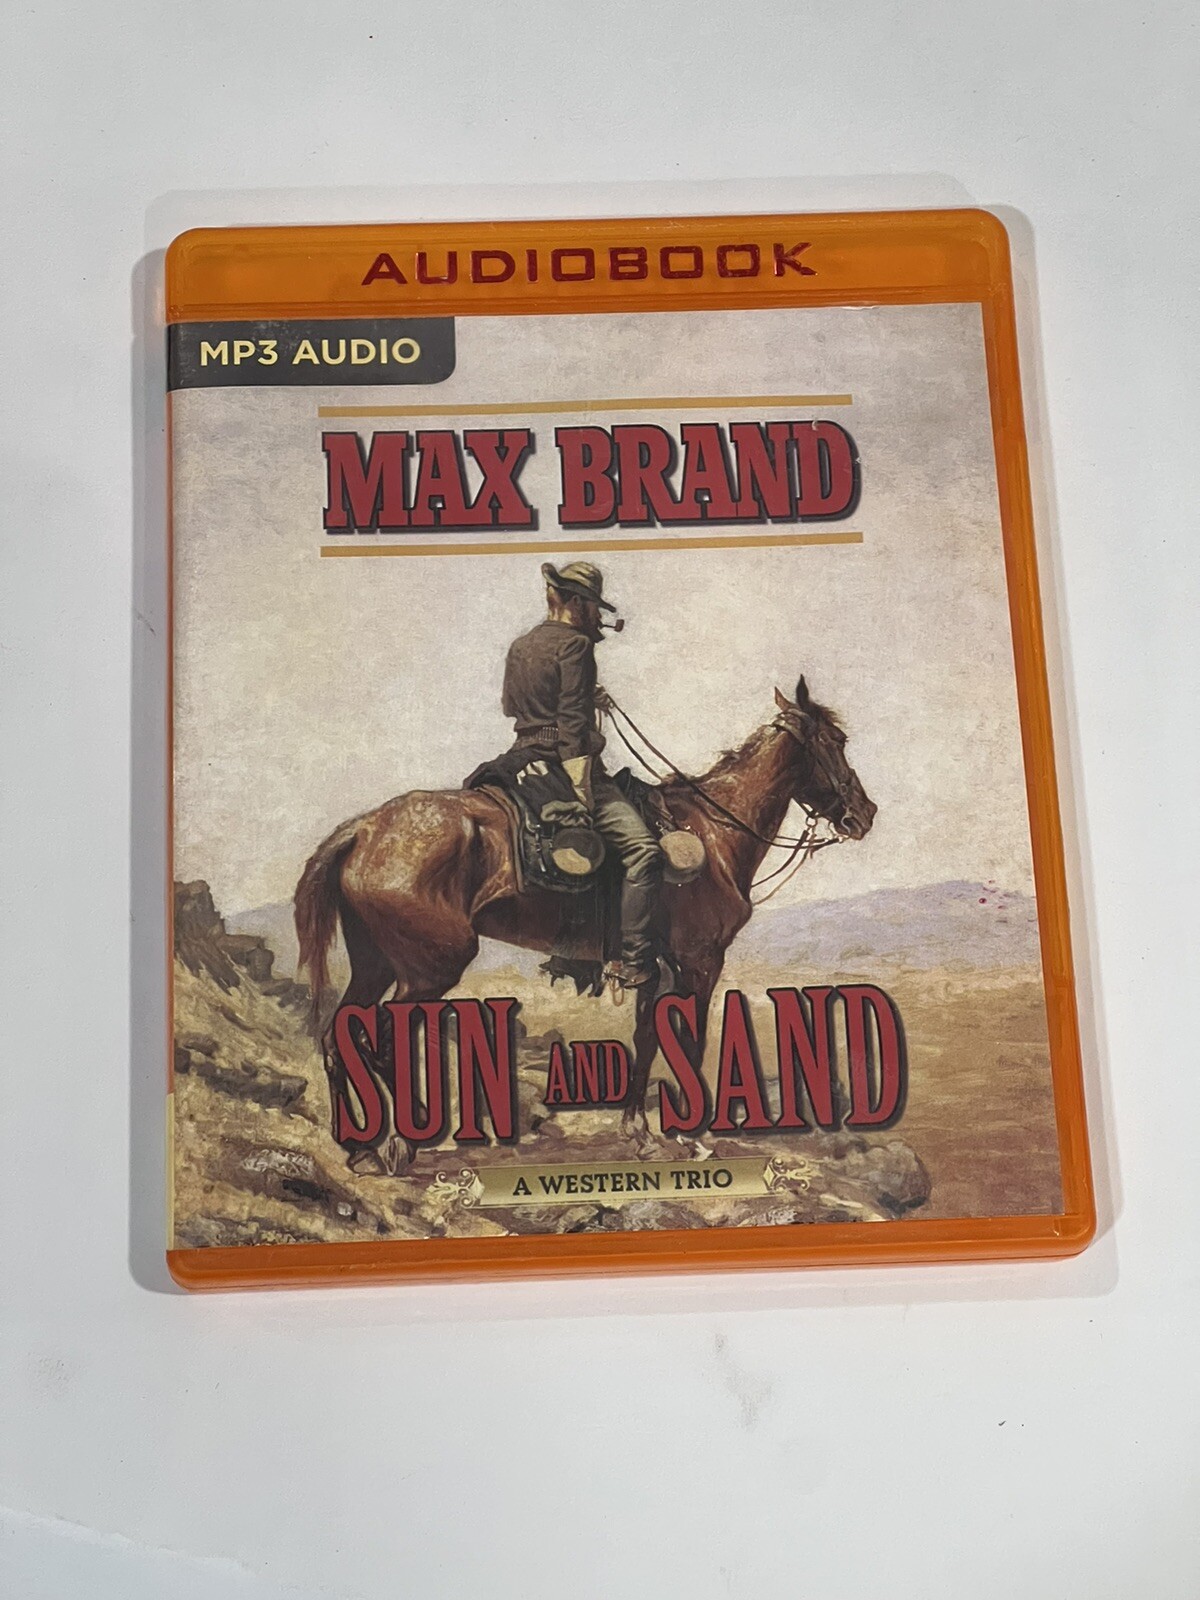 AUDIOBOOK
MP3 AUDIO
MAX BRAND
SUN AND SAND
A WESTERN TRIO